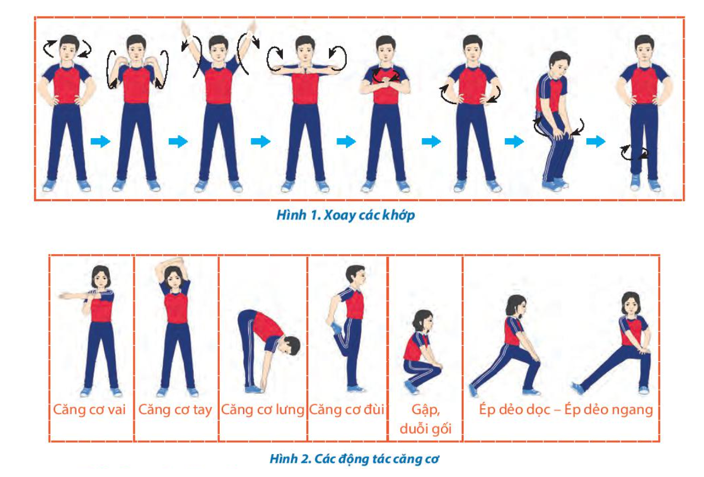 Hình 1. Xoay các khớp
Căng cơ vai
Căng cơ tay
Căng cơ lưng
Căng cơ đùi
Gập,
duỗi gối
Ép dẻo dọc – Ép dẻo ngang
Hình 2. Các động tác căng cơ